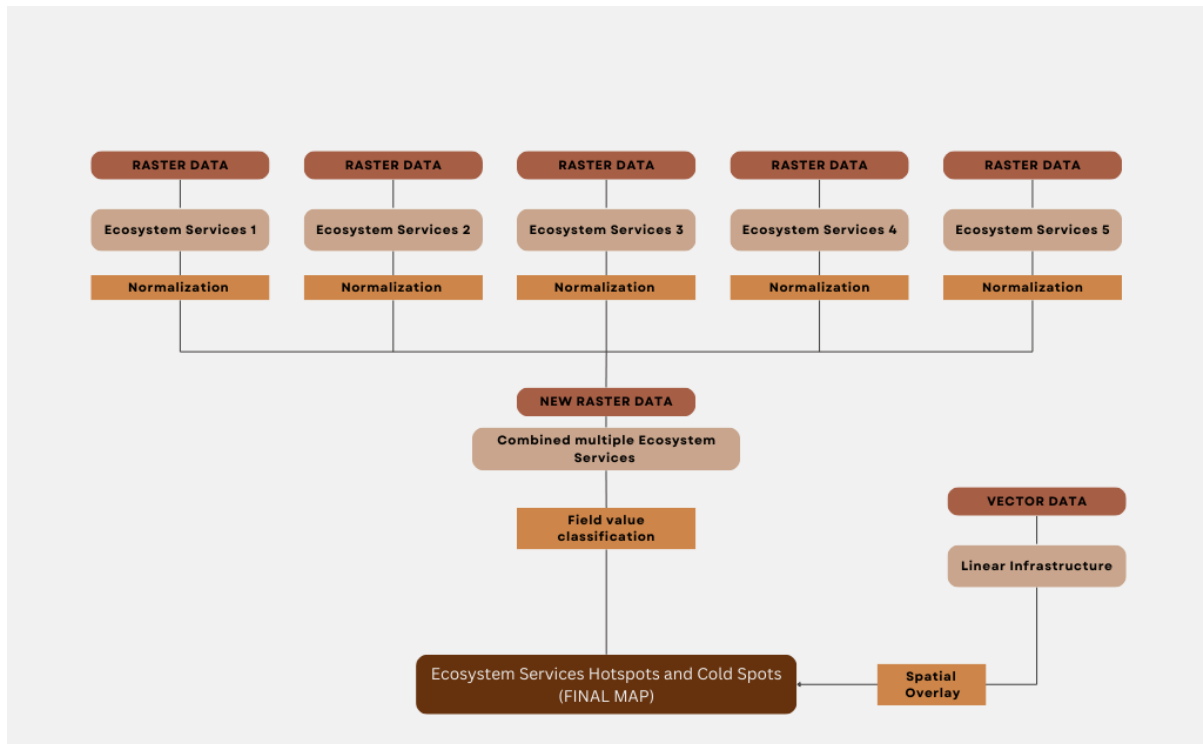 RASTER DATA
RASTER DATA
RASTER DATA
RASTER DATA
RASTER DATA
Ecosystem Services 1
Ecosystem Services 2
Ecosystem Services 3
Ecosystem Services 4
Ecosystem Services 5
Normalization
Normalization
Normalization
Normalization
Normalization
NEW RASTER DATA
Combined multiple Ecosystem
Services
Field value
classification
VECTOR DATA
Linear Infrastructure
Spatial
Overlay
Ecosystem Services Hotspots and Cold Spots
(FINAL MAP)